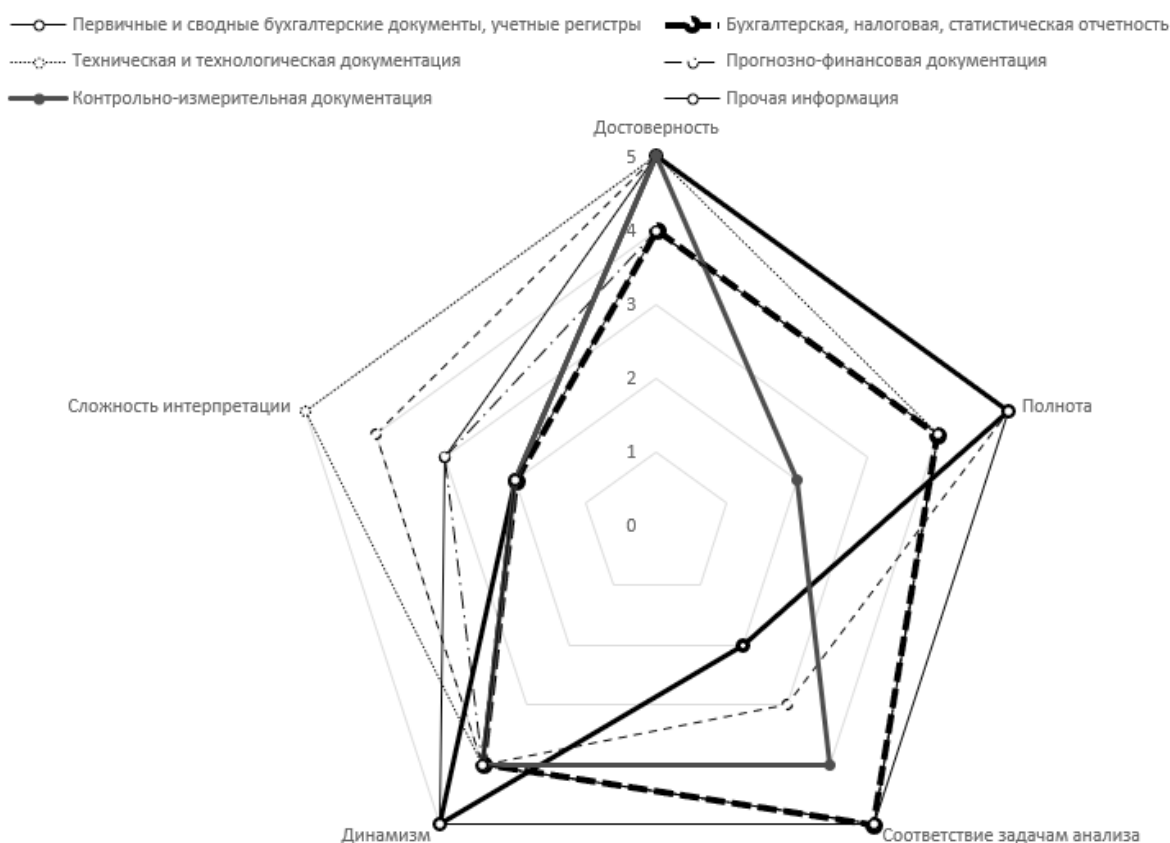 Первичные и сводные бухгалтерские документы, учетные регистры
Бухгалтерская, налоговая, статистическая отчетность
Техническая и технологическая документация
Прогнозно-финансовая документация
Контрольно-измерительная документация
Прочая информация
Достоверность
5
4
3
2
1
0
Сложность интерпретации
Полнота
Динамизм
Соответствие задачам анализа